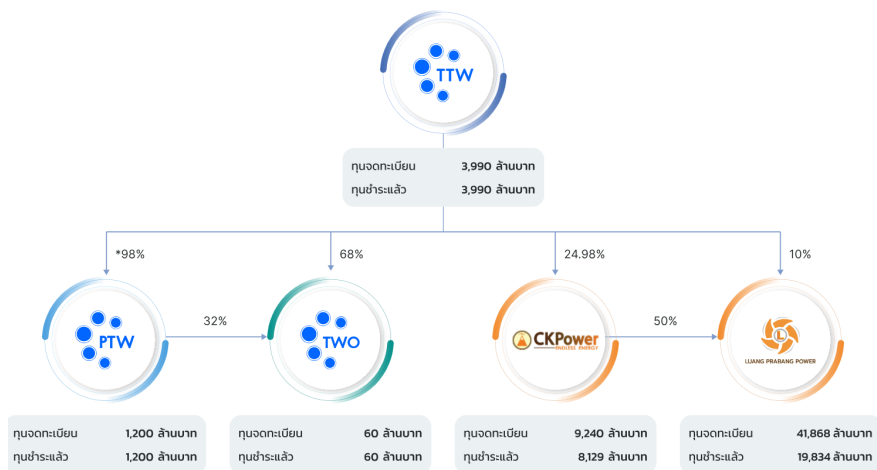 TTW
ทุนจดทะเบียน 3,990 ล้านบาท
ทุนชำระแล้ว 3,990 ล้านบาท
*98% 68% 24.98% 10%
PTW 32% TWO CKPower 50% L
ENDLESS ENERGY
LUANG PRABANG POWER
ทุนจดทะเบียน 1,200 ล้านบาท ทุนจดทะเบียน 60 ล้านบาท ทุนจดทะเบียน 9,240 ล้านบาท ทุนจดทะเบียน 41,868 ล้านบาท
ทุนชำระแล้ว 1,200 ล้านบาท ทุนชำระแล้ว 60 ล้านบาท ทุนชำระแล้ว 8,129 ล้านบาท ทุนชำระแล้ว 19,834 ล้านบาท